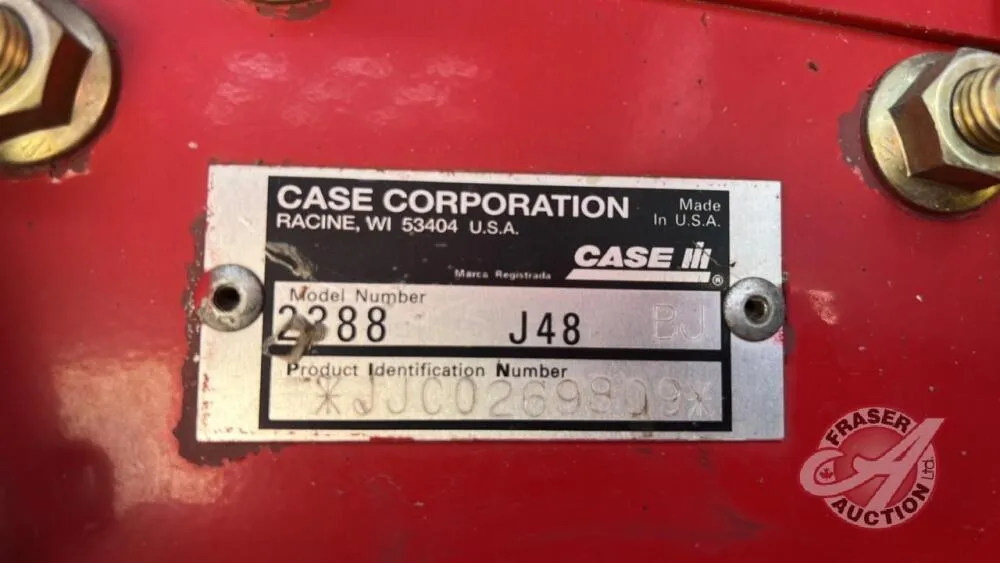 CASE CORPORATION
RACINE, WI 53404 U.S.A.
Made
In U.S.A.
CASE III
®
Marca Registrada
Model Number
2388 J48 BJ
Product Identification Number
*JJC0269809*
FRASER
AUCTION Ltd.